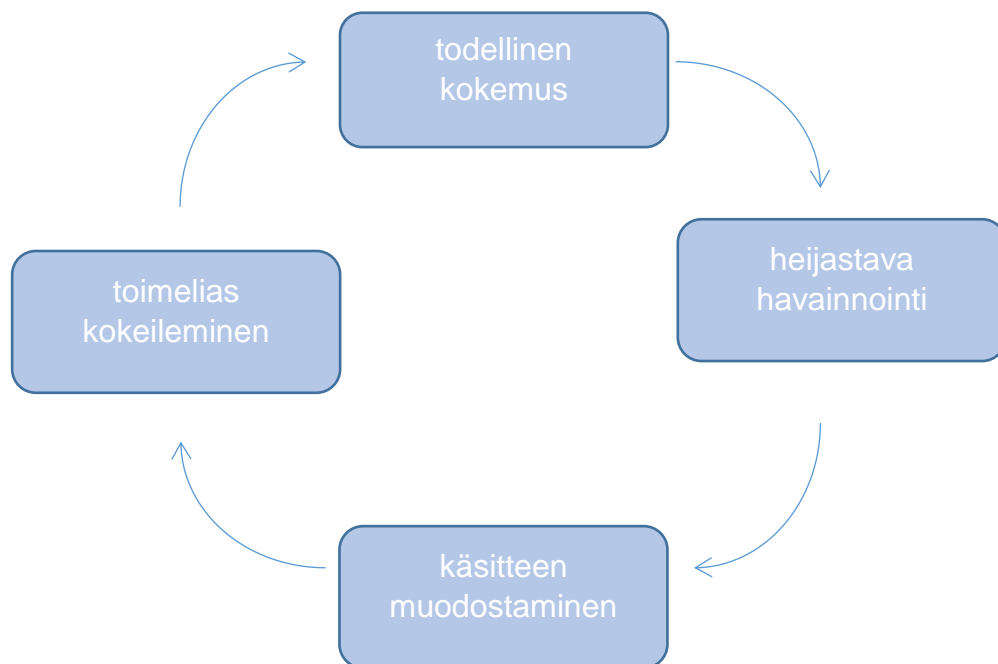 todellinen
kokemus
heijastava
havainnointi
käsitteen
muodostaminen
toimelias
kokeileminen